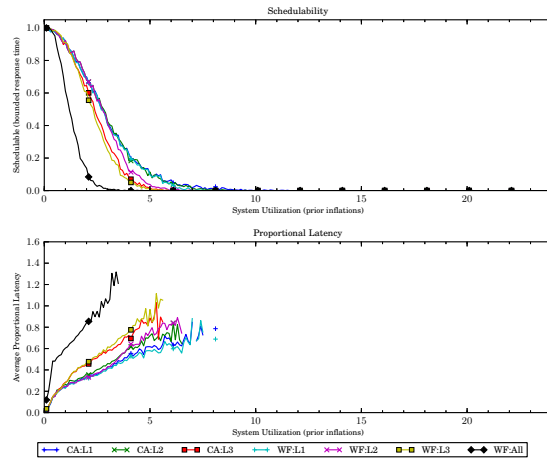 Schedulability
Schedulable (bounded response time)
1.0
0.8
0.6
0.4
0.2
0.0
0 5 10 15 20
System Utilization (prior inflations)
Proportional Latency
Average Proportional Latency
1.6
1.4
1.2
1.0
0.8
0.6
0.4
0.2
0.0
0 5 10 15 20
System Utilization (prior inflations)
CA:L1 CA:L2 CA:L3 WF:L1 WF:L2 WF:L3 WF:All